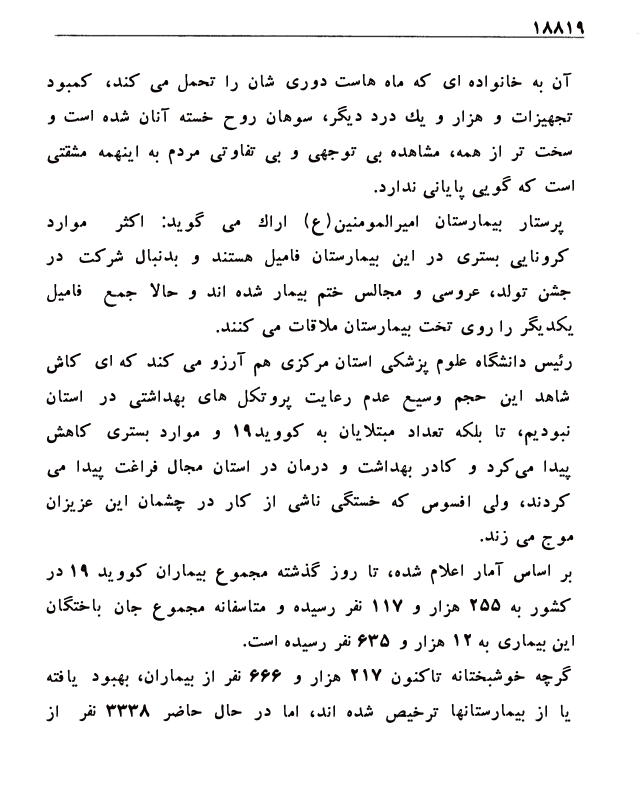 ۱۸۸۱۹
آن به خانواده ای که ماه هاست دوری شان را تحمل می کند، کمبود
تجهیزات و هزار و یك درد دیگر، سوهان روح خسته آنان شده است و
سخت تر از همه، مشاهده بی توجهی و بی تفاوتی مردم به اینهمه مشقتی
است که گویی پایانی ندارد.
پرستار بیمارستان امیرالمومنین(ع) اراك می گوید: اکثر موارد
کرونایی بستری در این بیمارستان فامیل هستند و بدنبال شرکت در
جشن تولد، عروسی و مجالس ختم بیمار شده اند و حالا جمع فامیل
یکدیگر را روی تخت بیمارستان ملاقات می کنند.
رئیس دانشگاه علوم پزشکی استان مرکزی هم آرزو می کند که ای کاش
شاهد این حجم وسیع عدم رعایت پروتکل های بهداشتی در استان
نبودیم، تا بلکه تعداد مبتلایان به کووید۱۹ و موارد بستری کاهش
پیدا می‌کرد و کادر بهداشت و درمان در استان مجال فراغت پیدا می
کردند، ولی افسوس که خستگی ناشی از کار در چشمان این عزیزان
موج می زند.
بر اساس آمار اعلام شده، تا روز گذشته مجموع بیماران کووید ۱۹ در
کشور به ۲۵۵ هزار و ۱۱۷ نفر رسیده و متاسفانه مجموع جان باختگان
این بیماری به ۱۲ هزار و ۶۳۵ نفر رسیده است.
گرچه خوشبختانه تاکنون ۲۱۷ هزار و ۶۶۶ نفر از بیماران، بهبود یافته
یا از بیمارستانها ترخیص شده اند، اما در حال حاضر ۳۳۳۸ نفر از